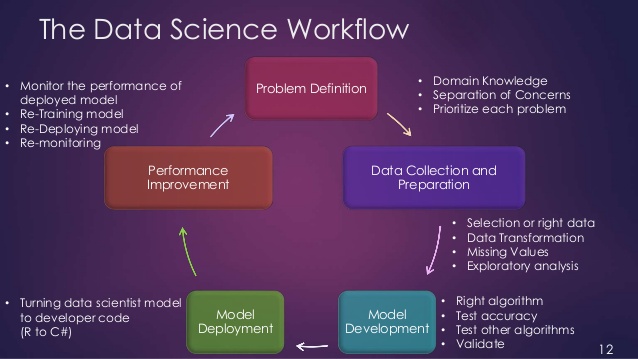 The Data Science Workflow
Problem Definition
• Domain Knowledge
• Separation of Concerns
• Prioritize each problem
Data Collection and
Preparation
• Selection or right data
• Data Transformation
• Missing Values
• Exploratory analysis
Model
Development
• Right algorithm
• Test accuracy
• Test other algorithms
• Validate
Model
Deployment
• Turning data scientist model
to developer code
(R to C#)
Performance
Improvement
• Monitor the performance of
deployed model
• Re-Training model
• Re-Deploying model
• Re-monitoring
12